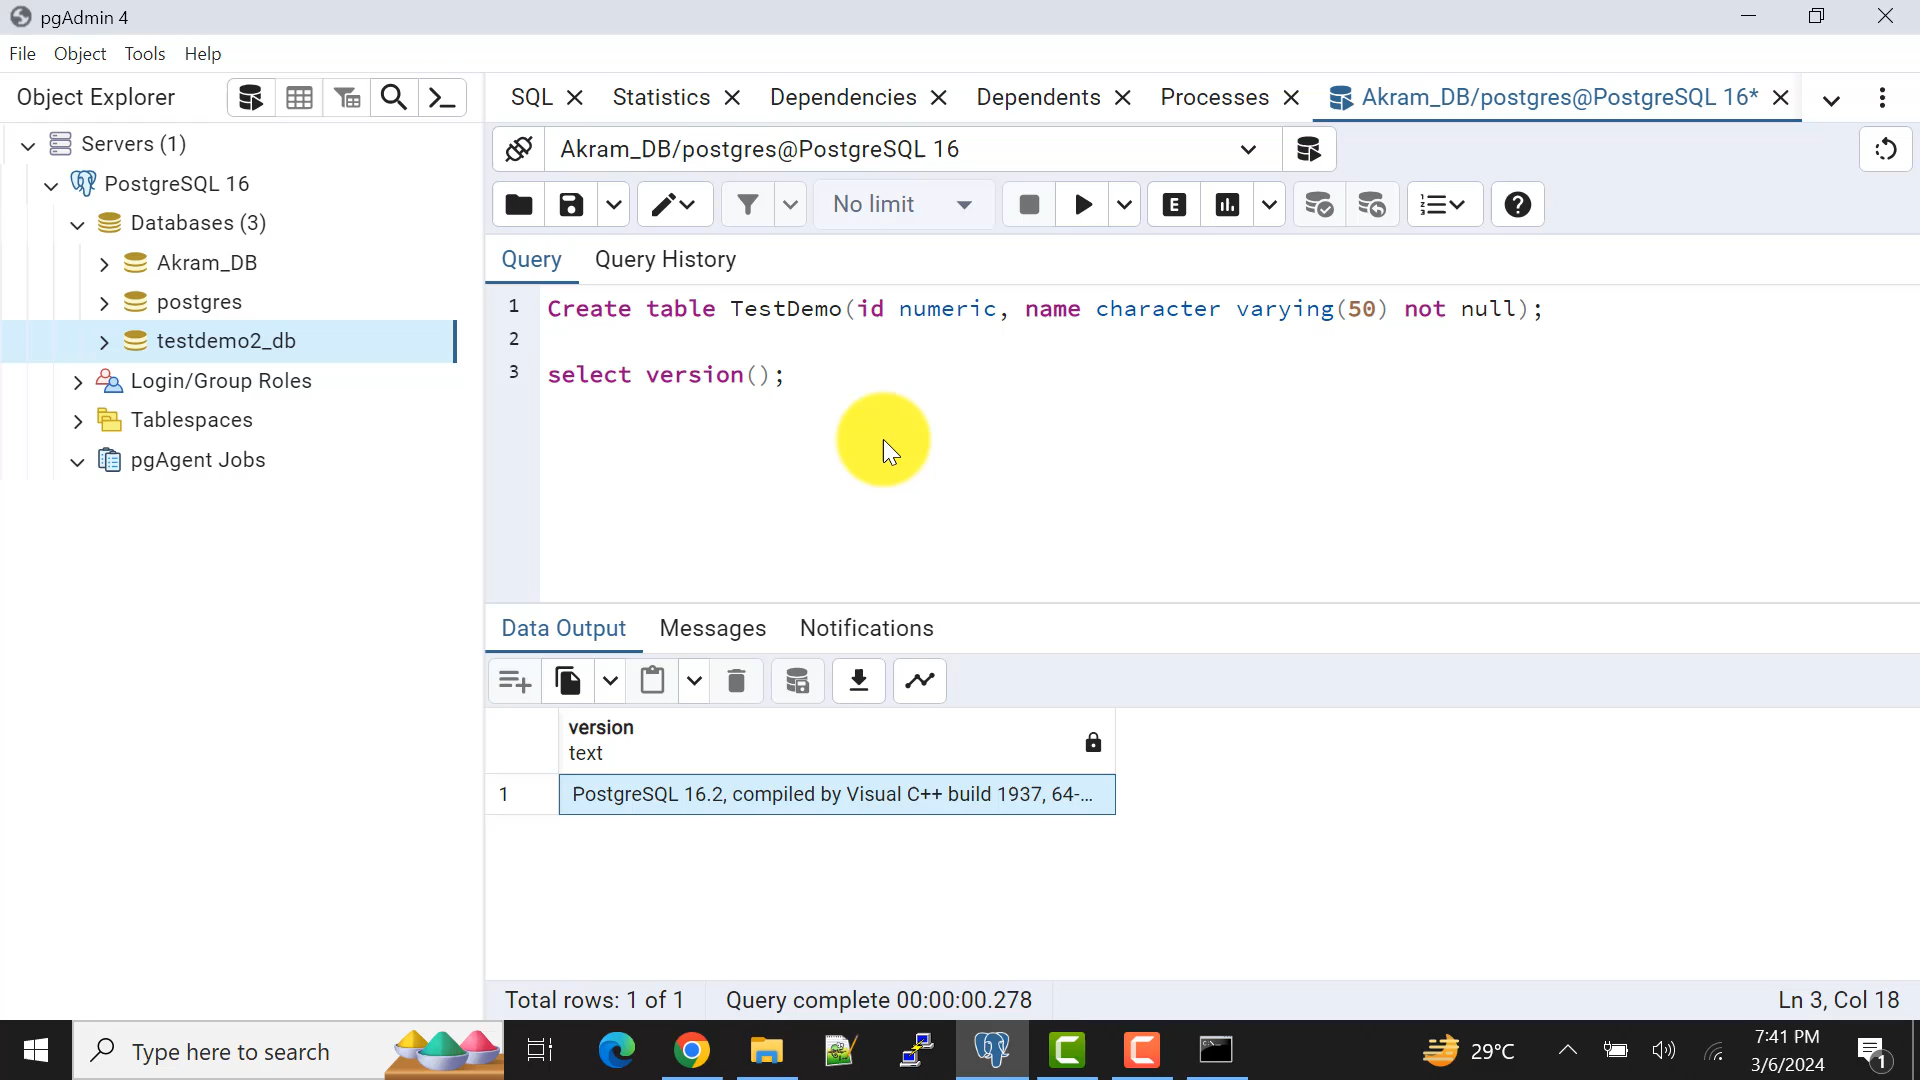 pgAdmin 4
File Object Tools Help
Object Explorer
SQL Statistics Dependencies Dependents Processes Akram_DB/postgres@PostgreSQL 16*
Servers (1)
PostgreSQL 16
Databases (3)
Akram_DB
postgres
testdemo2_db
Login/Group Roles
Tablespaces
pgAgent Jobs
Akram_DB/postgres@PostgreSQL 16
No limit
E
Query Query History
1 Create table TestDemo(id numeric, name character varying(50) not null);
2
3 select version();
Data Output Messages Notifications
version
text
1 PostgreSQL 16.2, compiled by Visual C++ build 1937, 64-...
Total rows: 1 of 1 Query complete 00:00:00.278 Ln 3, Col 18
Type here to search
29°C
7:41 PM
3/6/2024
1